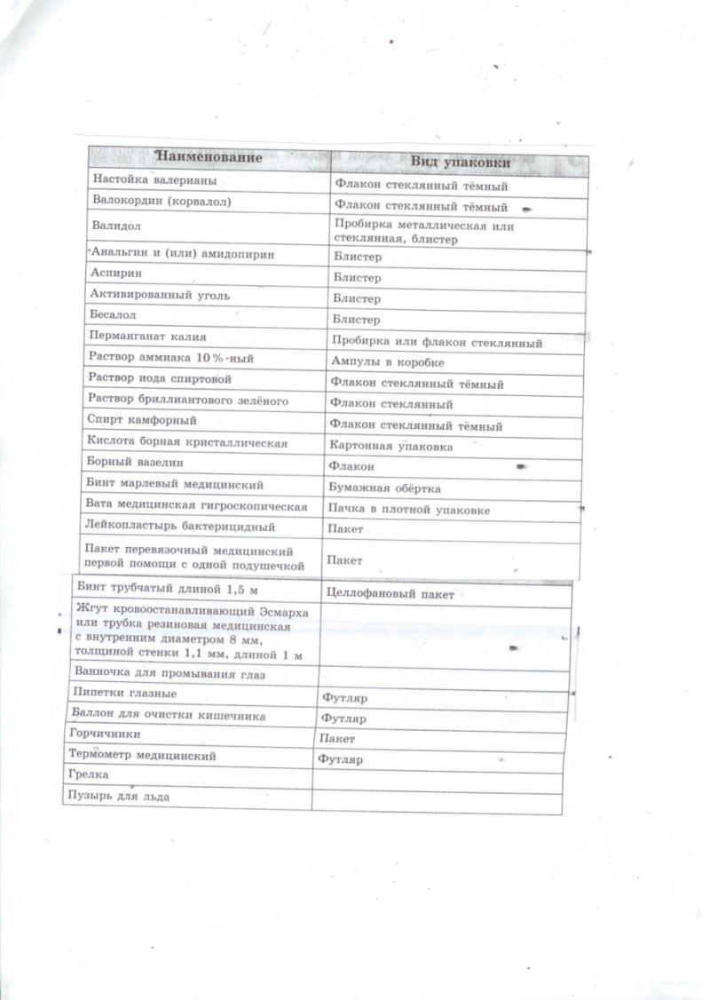 Наименование
Вид упаковки
Настойка валерианы
Флакон стеклянный тёмный
Валокордин (корвалол)
Флакон стеклянный тёмный
Валидол
Пробирка металлическая или
стеклянная, блистер
Анальгин и (или) амидопирин
Блистер
Аспирин
Блистер
Активированный уголь
Блистер
Бесалол
Блистер
Перманганат калия
Пробирка или флакон стеклянный
Раствор аммиака 10%-ный
Ампулы в коробке
Раствор иода спиртовой
Флакон стеклянный тёмный
Раствор бриллиантового зелёного
Флакон стеклянный
Спирт камфорный
Флакон стеклянный тёмный
Кислота борная кристаллическая
Картонная упаковка
Борный вазелин
Флакон
Бинт марлевый медицинский
Бумажная обёртка
Вата медицинская гигроскопическая
Пачка в плотной упаковке
Лейкопластырь бактерицидный
Пакет
Пакет перевязочный медицинский
первой помощи с одной подушечкой
Пакет
Бинт трубчатый длиной 1,5 м
Целлофановый пакет
Жгут кровоостанавливающий Эсмарха
или трубка резиновая медицинская
с внутренним диаметром 8 мм,
толщиной стенки 1,1 мм, длиной 1 м
Ванночка для промывания глаз
Пипетки глазные
Футляр
Баллон для очистки кишечника
Футляр
Горчичники
Пакет
Термометр медицинский
Футляр
Грелка
Пузырь для льда